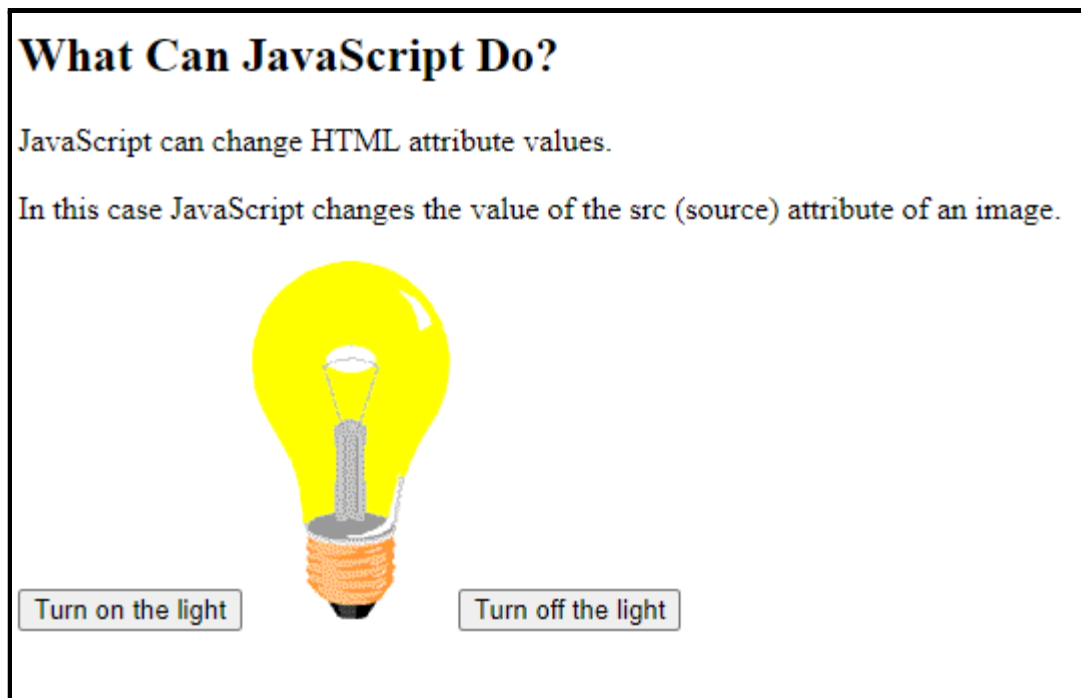 What Can JavaScript Do?
JavaScript can change HTML attribute values.
In this case JavaScript changes the value of the src (source) attribute of an image.
Turn on the light
Turn off the light